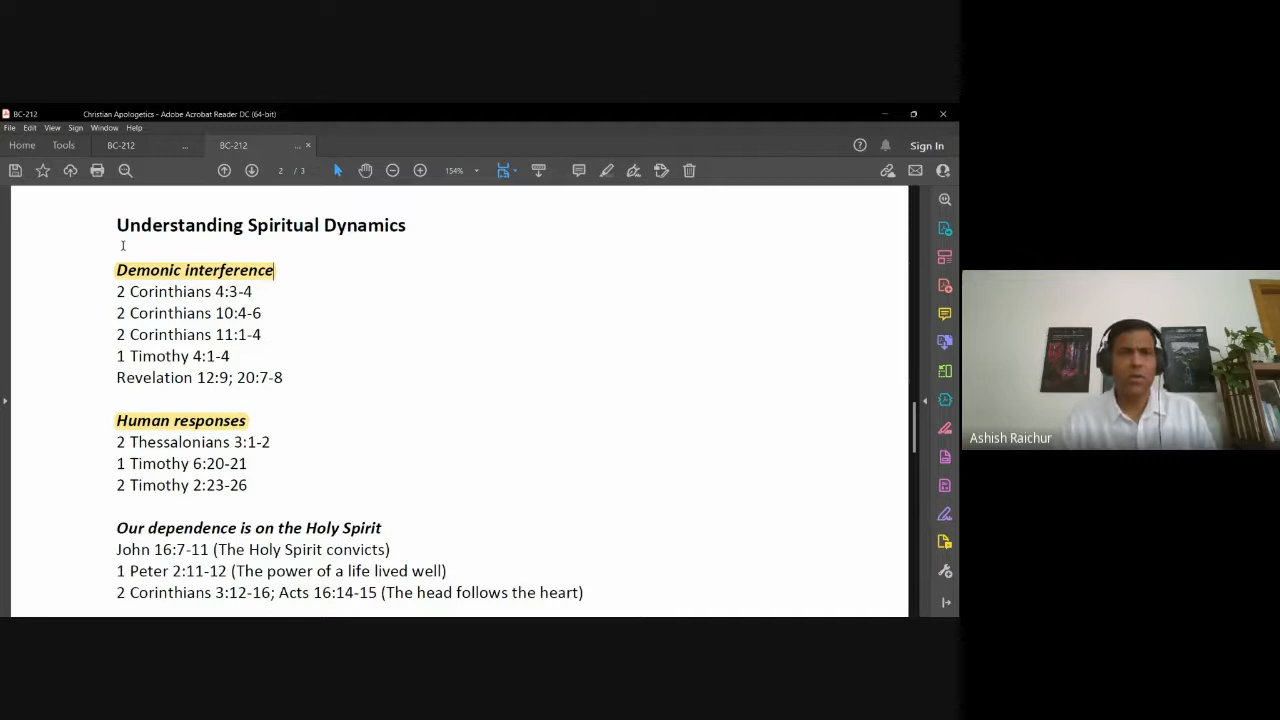 BC-212 Christian Apologetics - Adobe Acrobat Reader DC (64-bit)
File Edit View Sign Window Help
Home Tools BC-212 ... BC-212 ... ×
Sign In
2 / 3 154%
Understanding Spiritual Dynamics
Demonic interference
2 Corinthians 4:3-4
2 Corinthians 10:4-6
2 Corinthians 11:1-4
1 Timothy 4:1-4
Revelation 12:9; 20:7-8
Human responses
2 Thessalonians 3:1-2
1 Timothy 6:20-21
2 Timothy 2:23-26
Our dependence is on the Holy Spirit
John 16:7-11 (The Holy Spirit convicts)
1 Peter 2:11-12 (The power of a life lived well)
2 Corinthians 3:12-16; Acts 16:14-15 (The head follows the heart)
Ashish Raichur